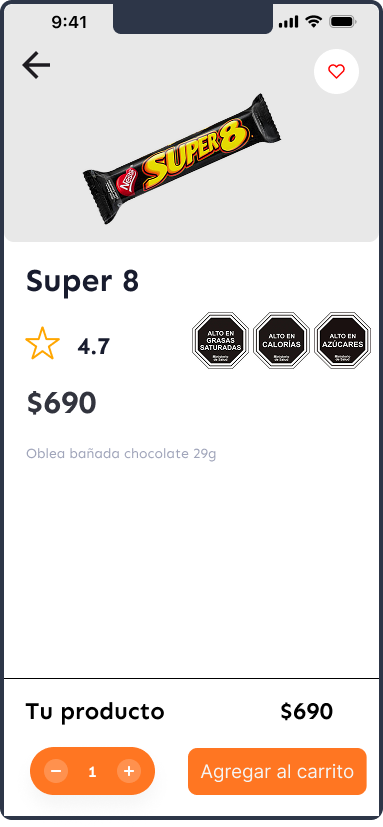 9:41
Nestlé
SUPER8
Super 8
4.7
ALTO EN
GRASAS
SATURADAS
Ministerio
de Salud
ALTO EN
CALORÍAS
Ministerio
de Salud
ALTO EN
AZÚCARES
Ministerio
de Salud
$690
Oblea bañada chocolate 29g
Tu producto
$690
− 1 +
Agregar al carrito